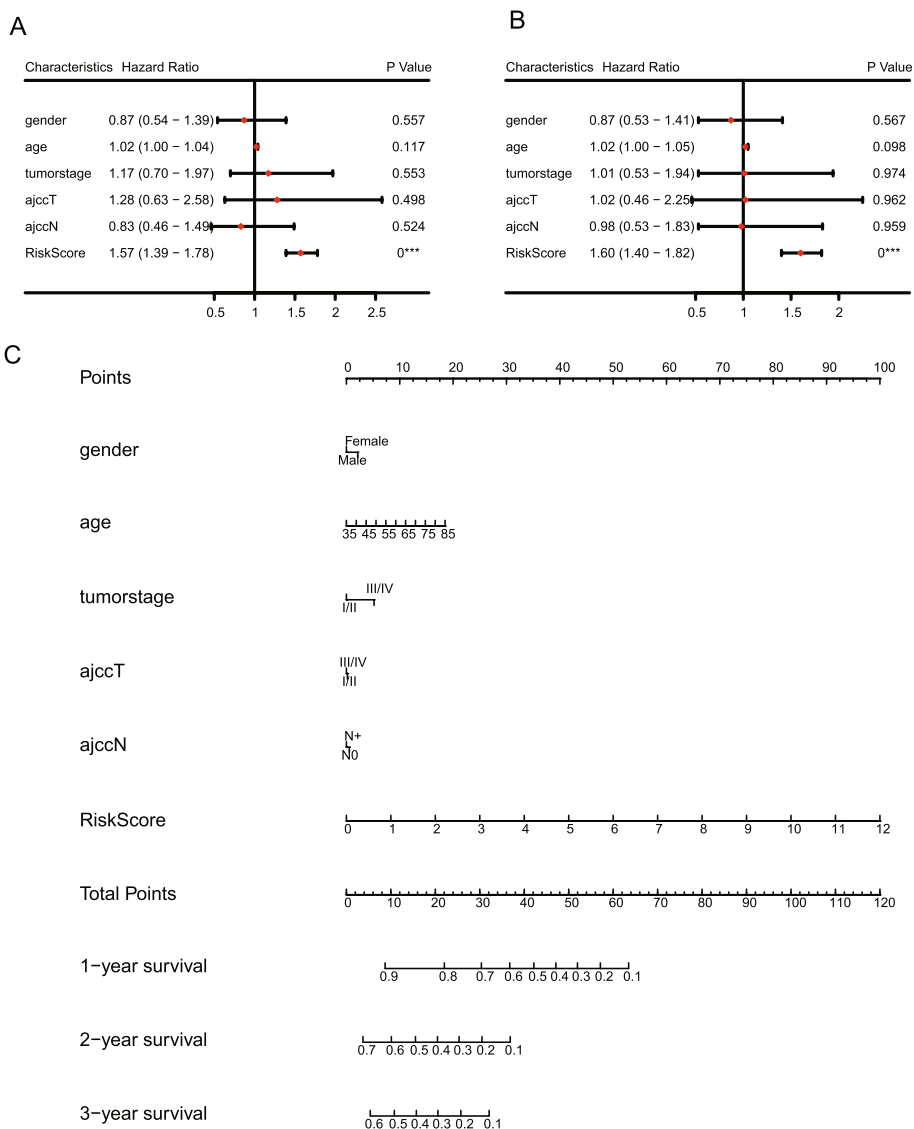 A
Characteristics Hazard Ratio P Value
gender 0.87 (0.54 − 1.39) 0.557
age 1.02 (1.00 − 1.04) 0.117
tumorstage 1.17 (0.70 − 1.97) 0.553
ajccT 1.28 (0.63 − 2.58) 0.498
ajccN 0.83 (0.46 − 1.49) 0.524
RiskScore 1.57 (1.39 − 1.78) 0***
0.5 1 1.5 2 2.5
B
Characteristics Hazard Ratio P Value
gender 0.87 (0.53 − 1.41) 0.567
age 1.02 (1.00 − 1.05) 0.098
tumorstage 1.01 (0.53 − 1.94) 0.974
ajccT 1.02 (0.46 − 2.25) 0.962
ajccN 0.98 (0.53 − 1.83) 0.959
RiskScore 1.60 (1.40 − 1.82) 0***
0.5 1 1.5 2
C
Points 0 10 20 30 40 50 60 70 80 90 100
Female
gender
Male
age
35 45 55 65 75 85
III/IV
tumorstage
I/II
III/IV
ajccT
I/II
N+
ajccN
N0
RiskScore
0 1 2 3 4 5 6 7 8 9 10 11 12
Total Points
0 10 20 30 40 50 60 70 80 90 100 110 120
1−year survival
0.9 0.8 0.7 0.6 0.5 0.4 0.3 0.2 0.1
2−year survival
0.7 0.6 0.5 0.4 0.3 0.2 0.1
3−year survival
0.6 0.5 0.4 0.3 0.2 0.1